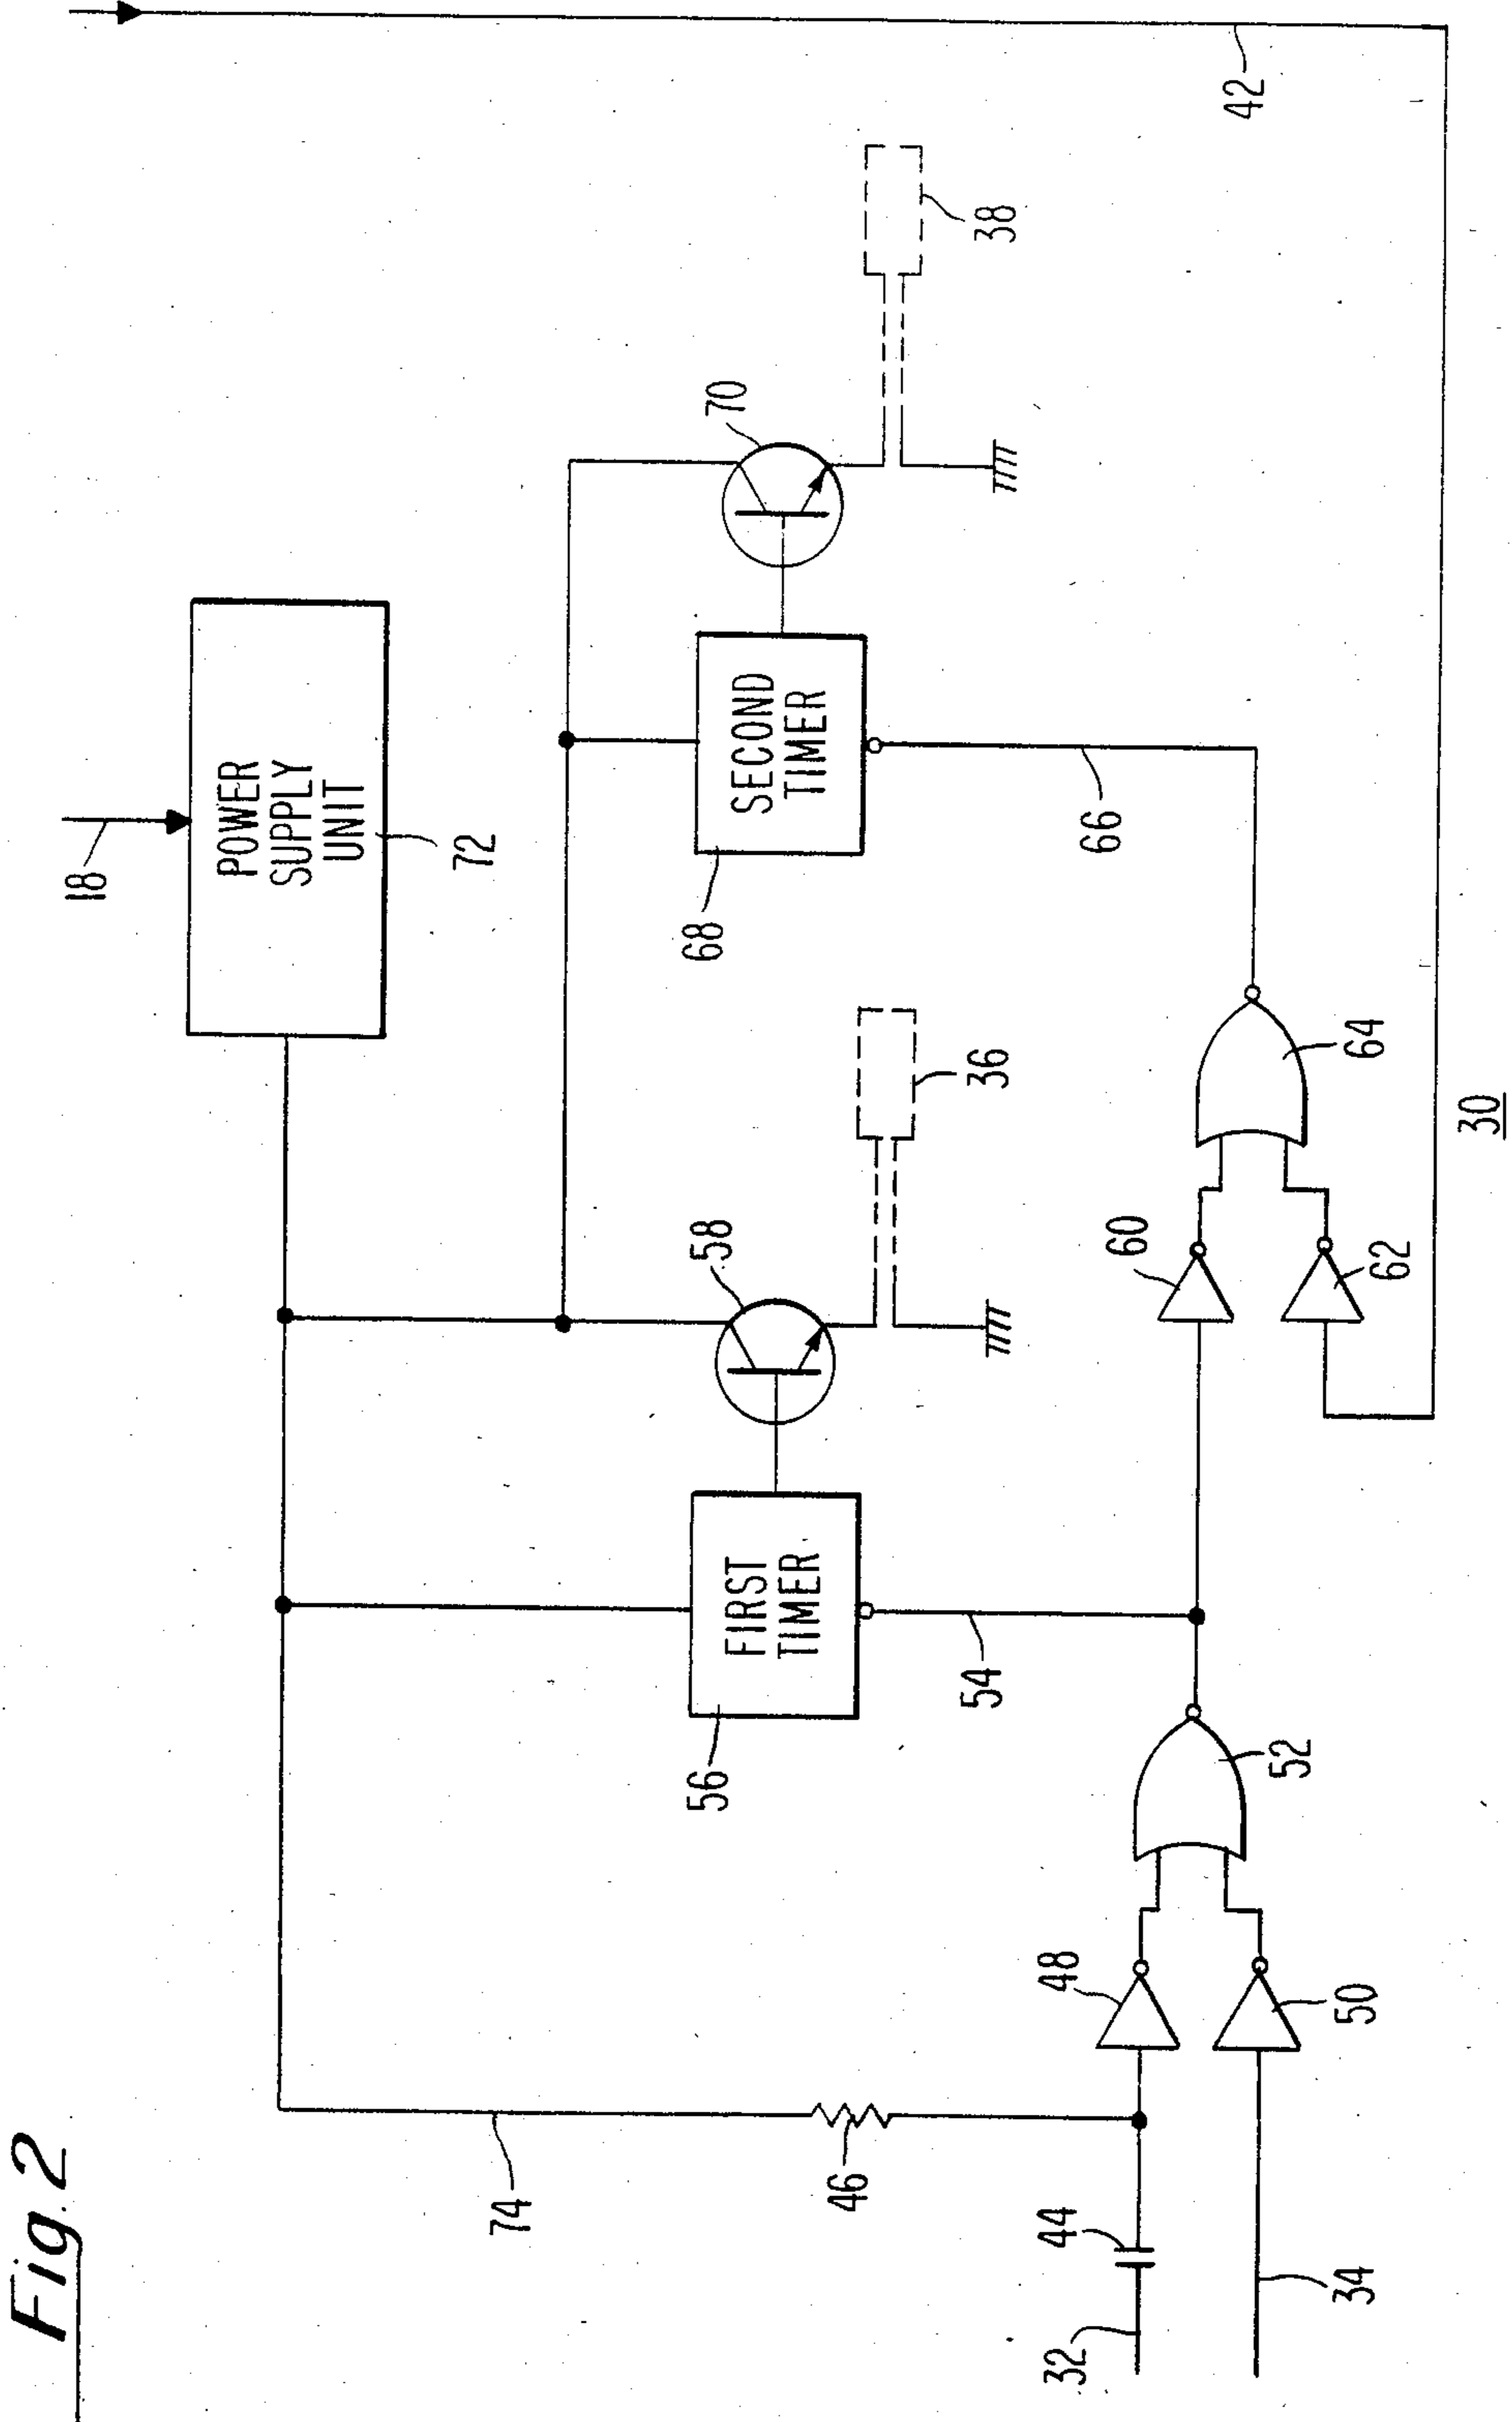 Fig. 2
18
POWER
SUPPLY
UNIT
72
74
70
38
58
36
SECOND
TIMER
68
66
FIRST
TIMER
56
54
42
46
44
32
34
48
50
52
60
62
64
30